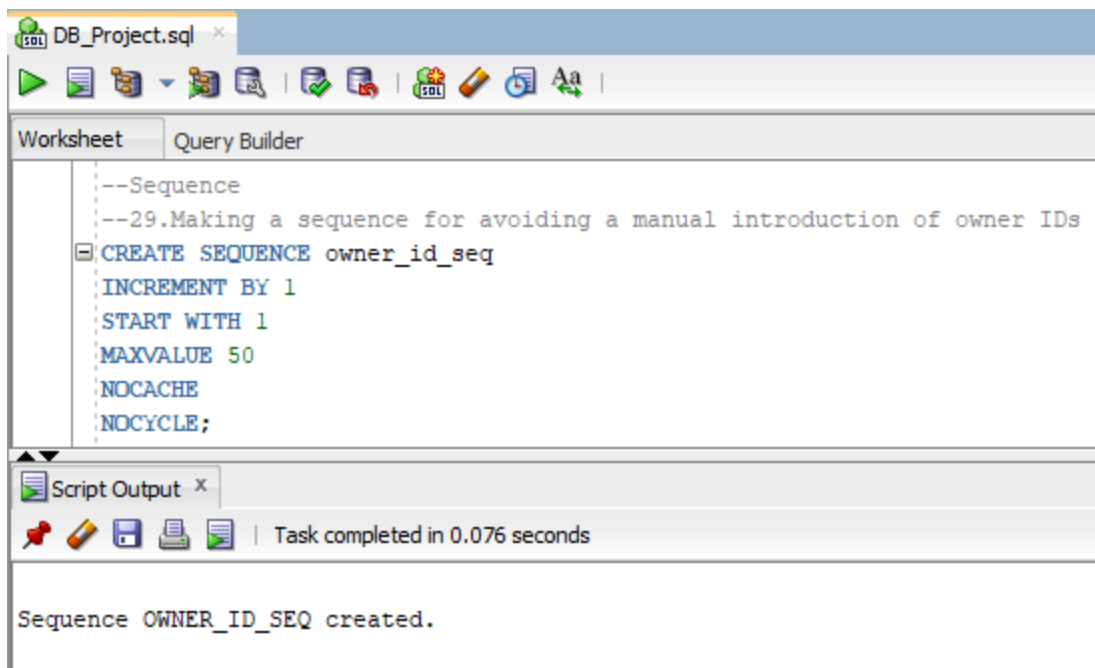 DB_Project.sql
Worksheet Query Builder
--Sequence
--29.Making a sequence for avoiding a manual introduction of owner IDs
CREATE SEQUENCE owner_id_seq
INCREMENT BY 1
START WITH 1
MAXVALUE 50
NOCACHE
NOCYCLE;
Script Output x
Task completed in 0.076 seconds
Sequence OWNER_ID_SEQ created.